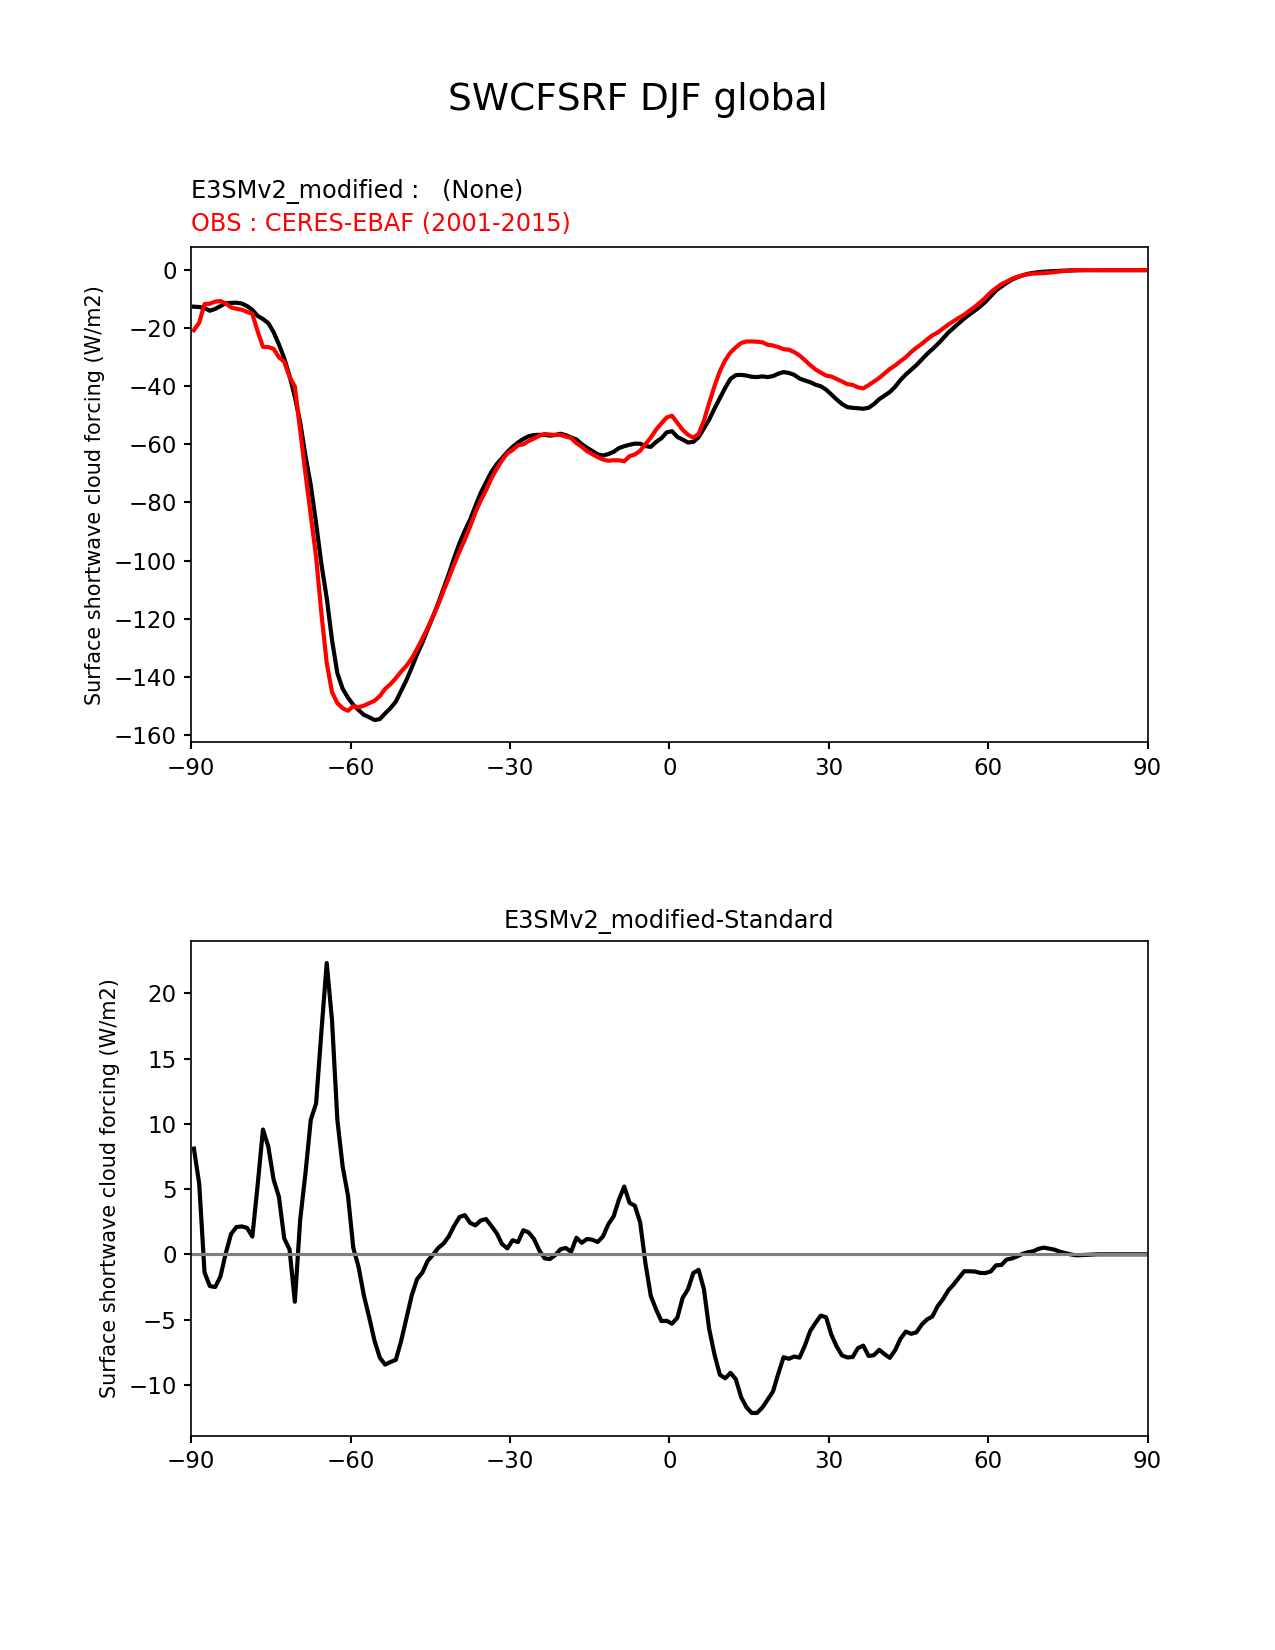 SWCFSRF DJF global
E3SMv2_modified :   (None)
OBS : CERES-EBAF (2001-2015)
Surface shortwave cloud forcing (W/m2)
0
−20
−40
−60
−80
−100
−120
−140
−160
−90 −60 −30 0 30 60 90
E3SMv2_modified-Standard
Surface shortwave cloud forcing (W/m2)
20
15
10
5
0
−5
−10
−90 −60 −30 0 30 60 90